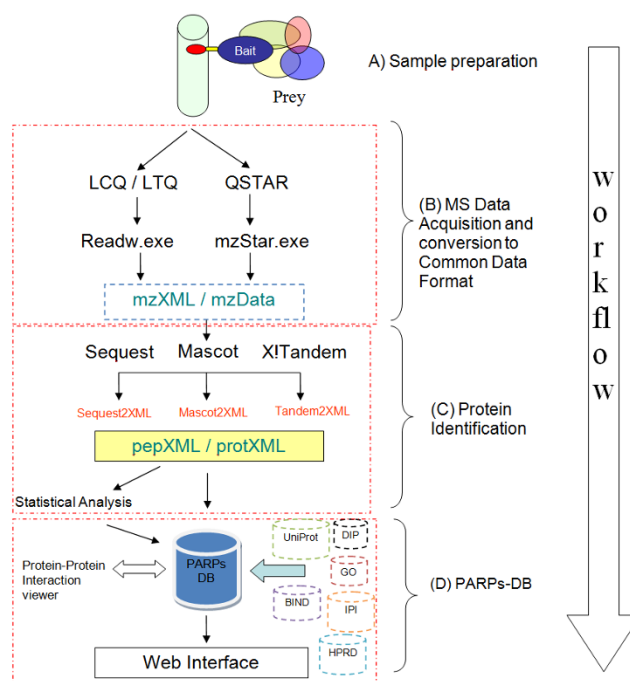 Bait
Prey
A) Sample preparation
workflow
LCQ / LTQ
QSTAR
Readw.exe
mzStar.exe
mzXML / mzData
(B) MS Data
Acquisition and
conversion to
Common Data
Format
Sequest
Mascot
X!Tandem
Sequest2XML
Mascot2XML
Tandem2XML
pepXML / protXML
(C) Protein
Identification
Statistical Analysis
UniProt
DIP
PARPs
DB
Protein-Protein
Interaction
viewer
GO
BIND
IPI
HPRD
(D) PARPs-DB
Web Interface